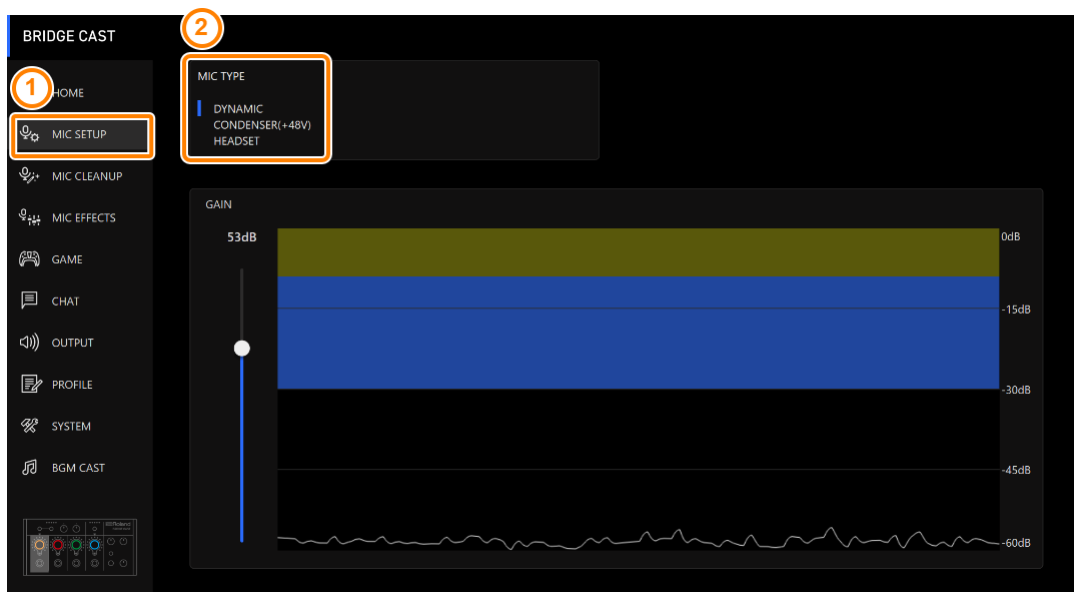 BRIDGE CAST
2
1
HOME
MIC SETUP
MIC CLEANUP
MIC EFFECTS
GAME
CHAT
OUTPUT
PROFILE
SYSTEM
BGM CAST
Roland
MIC TYPE
DYNAMIC
CONDENSER(+48V)
HEADSET
GAIN
53dB
0dB
-15dB
-30dB
-45dB
-60dB